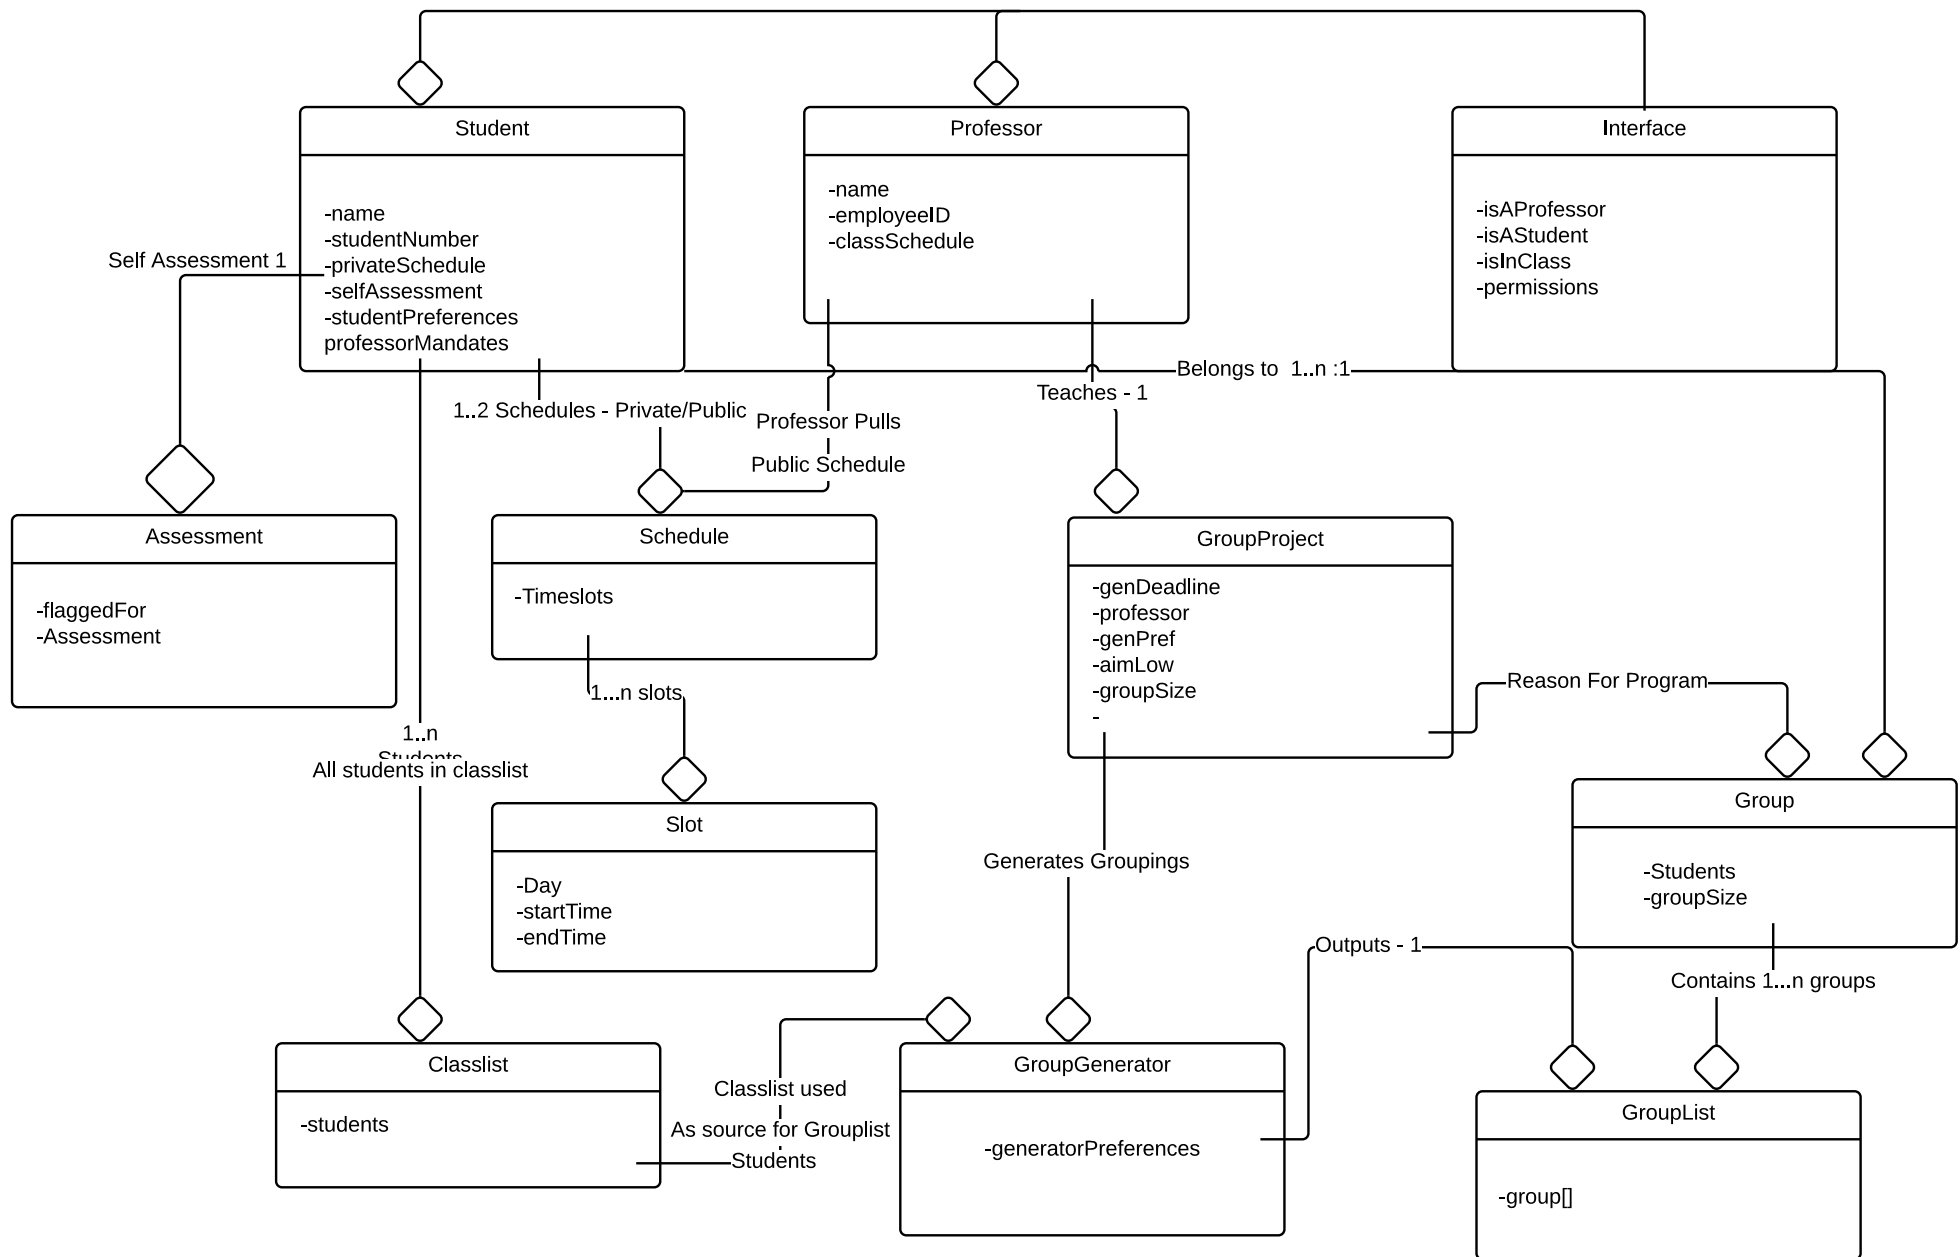 Student
-name
-studentNumber
-privateSchedule
-selfAssessment
-studentPreferences
professorMandates
Professor
-name
-employeeID
-classSchedule
Interface
-isAProfessor
-isAStudent
-isInClass
-permissions
Self Assessment 1
1..2 Schedules - Private/Public
Professor Pulls
Public Schedule
Teaches - 1
Belongs to  1..n :1
Assessment
-flaggedFor
-Assessment
Schedule
-Timeslots
1...n slots
GroupProject
-genDeadline
-professor
-genPref
-aimLow
-groupSize
-
Reason For Program
1..n
Students
All students in classlist
Slot
-Day
-startTime
-endTime
Generates Groupings
Group
-Students
-groupSize
Outputs - 1
Contains 1...n groups
Classlist
-students
Classlist used
As source for Grouplist
Students
GroupGenerator
-generatorPreferences
GroupList
-group[]